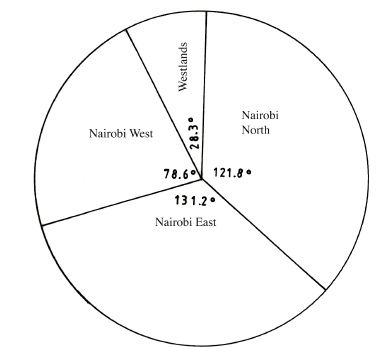 Westlands
Nairobi
North
Nairobi West
28.3°
78.6°
121.8°
131.2°
Nairobi East